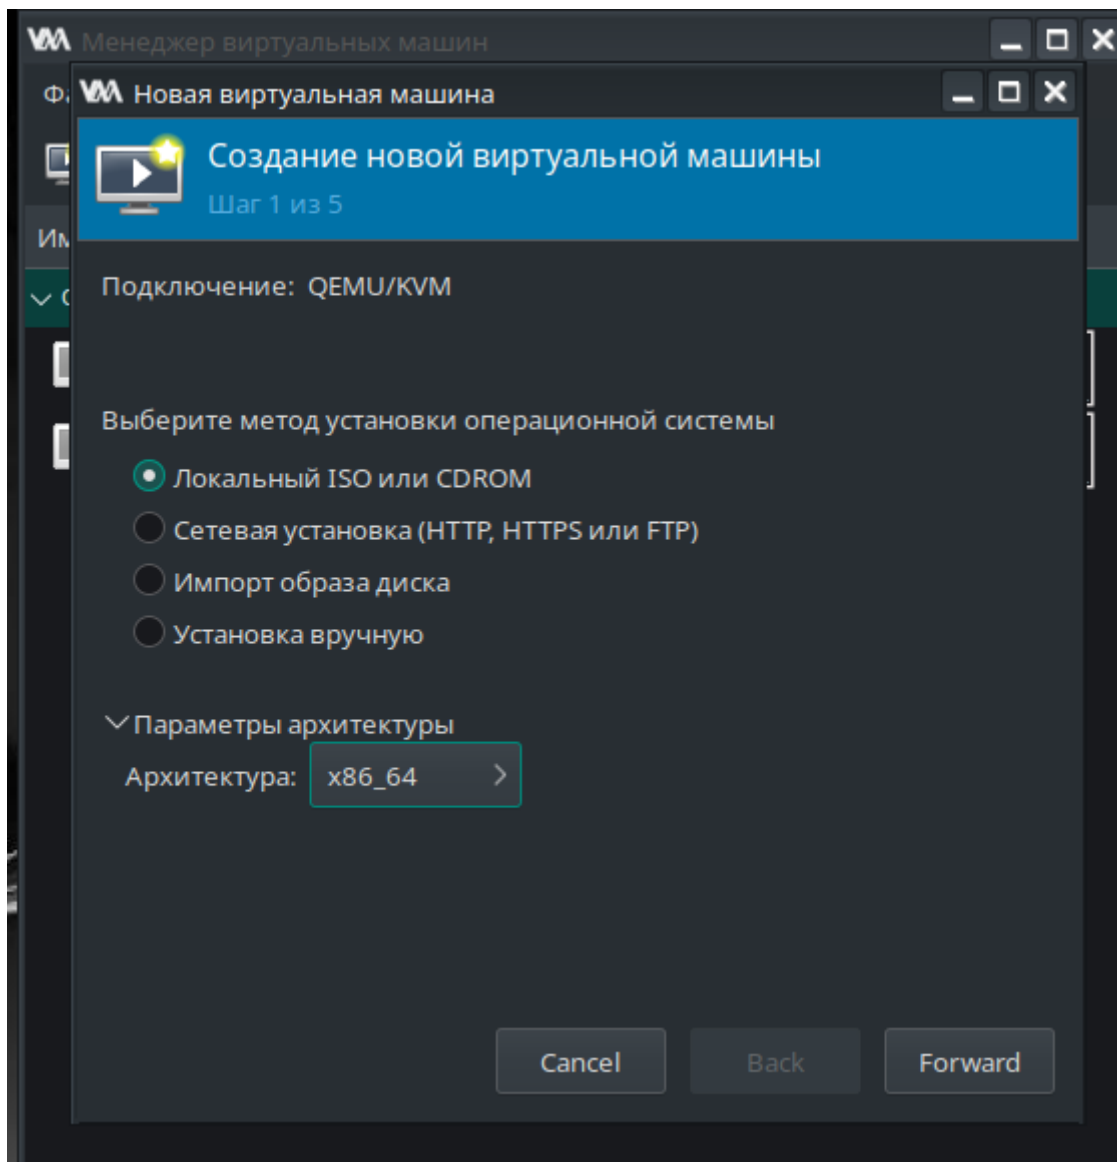 Менеджер виртуальных машин
Новая виртуальная машина
Создание новой виртуальной машины
Шаг 1 из 5
Подключение: QEMU/KVM
Выберите метод установки операционной системы
Локальный ISO или CDROM
Сетевая установка (HTTP, HTTPS или FTP)
Импорт образа диска
Установка вручную
Параметры архитектуры
Архитектура: x86_64
Cancel Back Forward